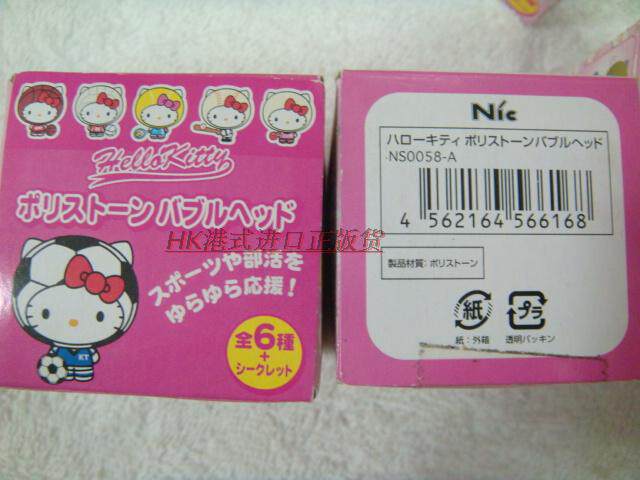 Hello Kitty
ポリストーン バブルヘッド
HK港式进口正版货
スポーツや部活を
ゆらゆら応援!
全6種
+
シークレット
KT
Nic
ハローキティ ポリストーンバブルヘッド
NS0058-A
4 562164 566168
製品材質:ポリストーン
紙
プラ
紙:外箱
透明パッキン